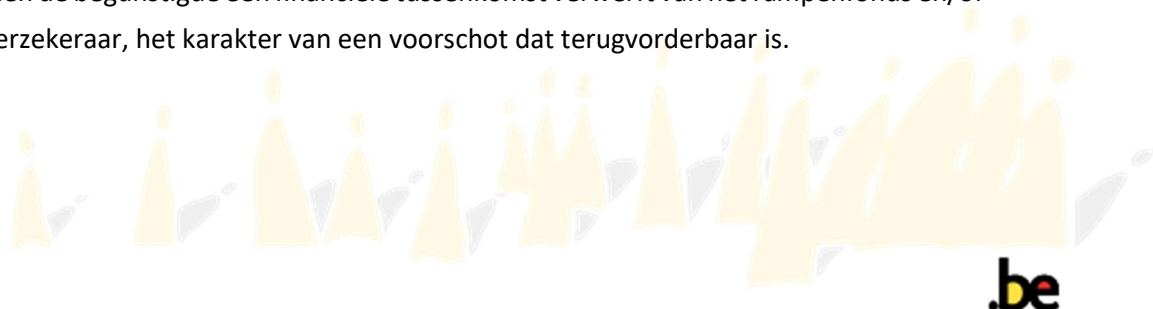 de begunstigde een financiële tussenkomst verwerft van het rampenfonds en/of
erzekeraar, het karakter van een voorschot dat terugvorderbaar is.
.be